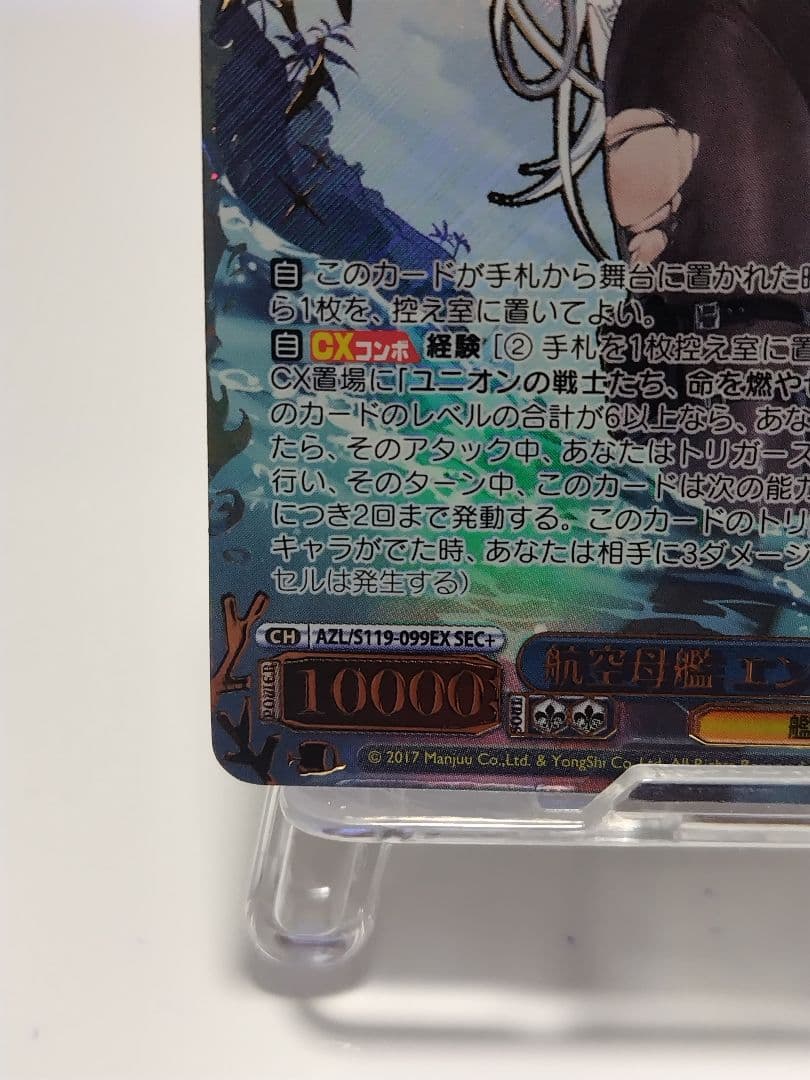 自 このカードが手札から舞台に置かれた時
ら1枚を、控え室に置いてよい。
自 CXコンボ 経験 [② 手札を1枚控え室に置
CX置場に「ユニオンの戦士たち、命を燃や
のカードのレベルの合計が6以上なら、あな
たら、そのアタック中、あなたはトリガース
行い、そのターン中、このカードは次の能力
につき2回まで発動する。このカードのトリ
キャラがでた時、あなたは相手に3ダメージ
セルは発生する)
CH AZL/S119-099EX SEC+
航空母艦 エン
POWER 10000 SOUL 艦
© 2017 Manjuu Co.,Ltd. & YongShi Co.,Ltd. All Rights